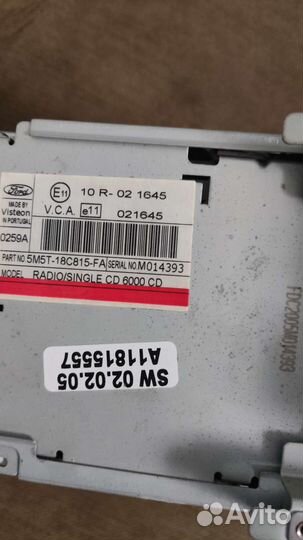 Ford
E11 10 R- 02 1645
MADE BY
Visteon
IN PORTUGAL
V.C.A. e11 021645
0259A
PART NO. 5M5T-18C815-FA SERIAL NO. M014393
MODEL RADIO/SINGLE CD 6000 CD
SW 02.02.05
A11815557
Avito